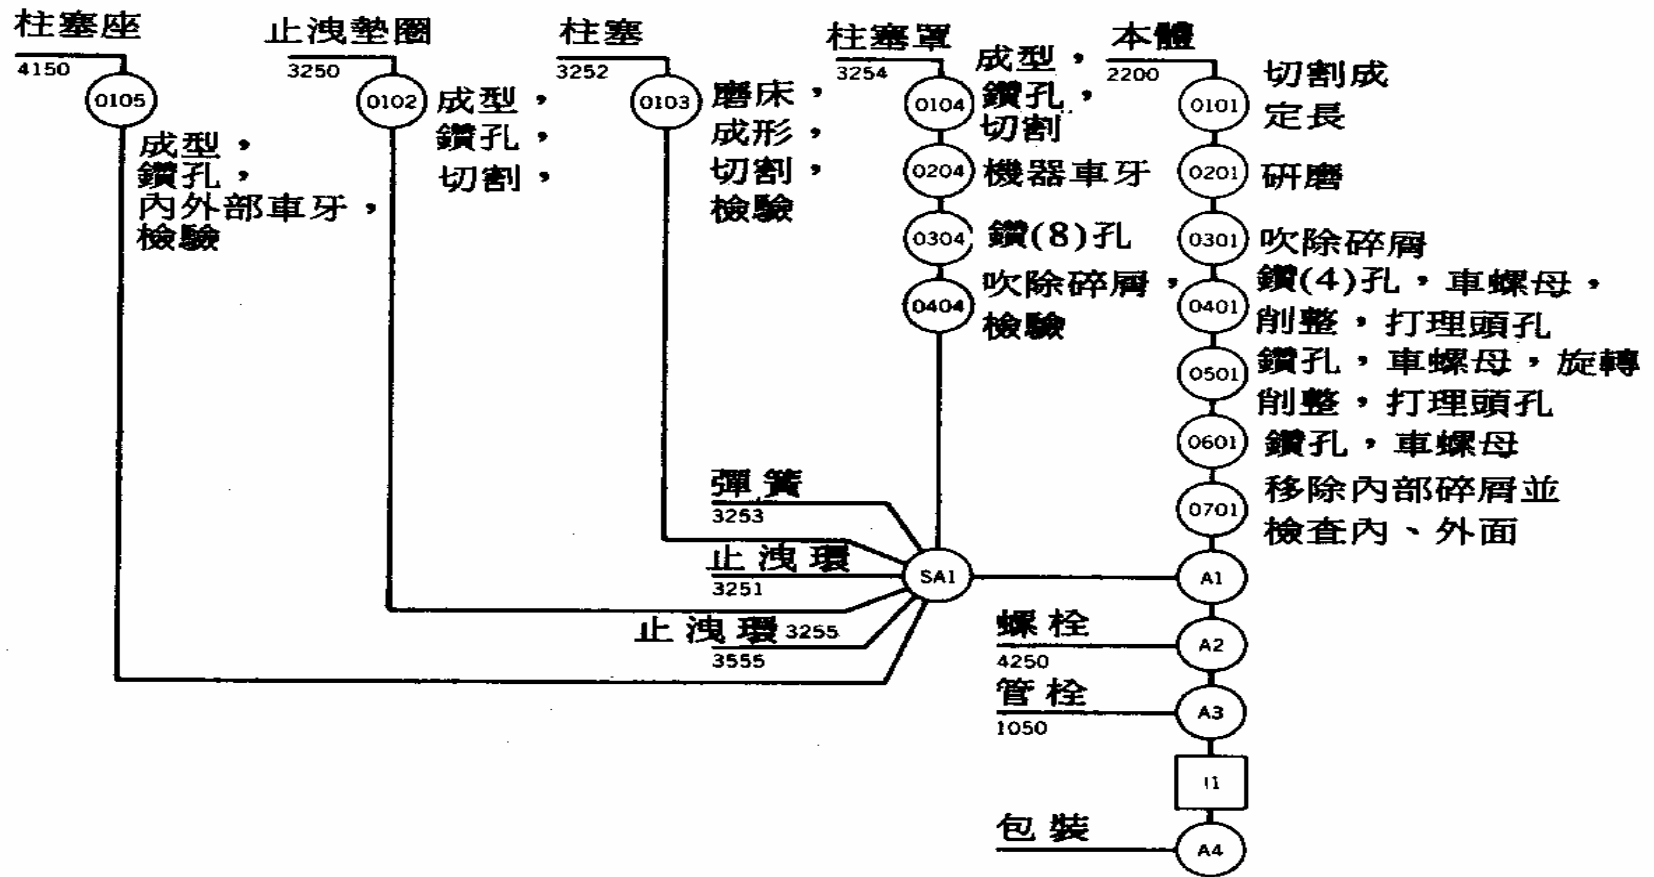 柱塞座
4150
0105
成型，
鑽孔，
內外部車牙，
檢驗
止洩墊圈
3250
0102
成型，
鑽孔，
切割，
柱塞
3252
0103
磨床，
成形，
切割，
檢驗
柱塞罩
3254
0104
成型，
鑽孔，
切割
0204
機器車牙
0304
鑽(8)孔
0404
吹除碎屑，
檢驗
本體
2200
0101
切割成
定長
0201
研磨
0301
吹除碎屑
0401
鑽(4)孔，車螺母，
削整，打理頭孔
0501
鑽孔，車螺母，旋轉
削整，打理頭孔
0601
鑽孔，車螺母
0701
移除內部碎屑並
檢查內、外面
彈簧
3253
止洩環
3251
止洩環 3255
3555
SA1
A1
螺栓
4250
A2
管栓
1050
A3
I1
包裝
A4